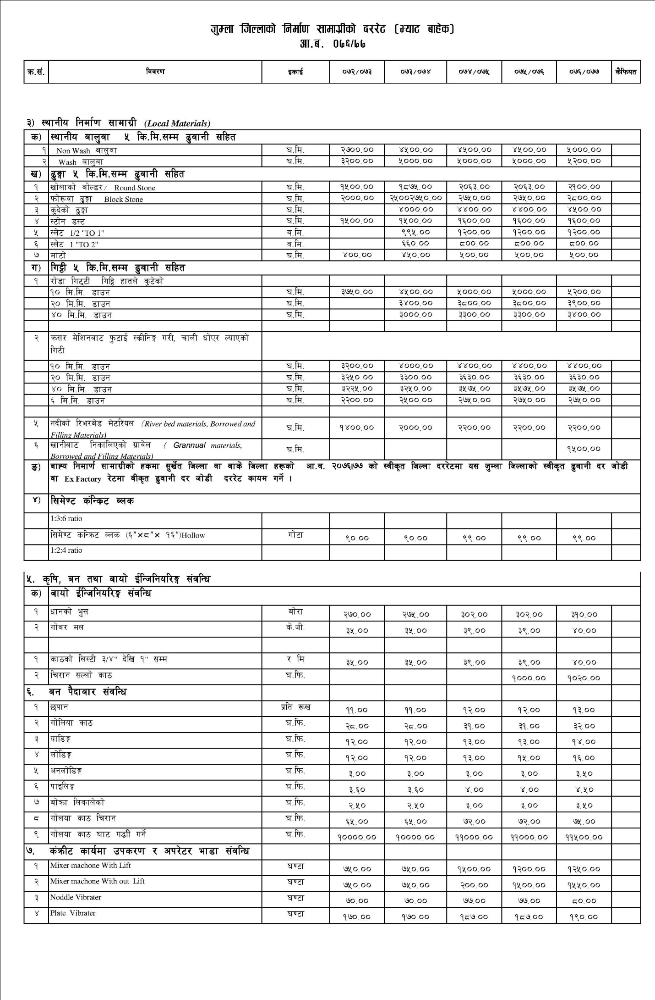 जुम्ला जिल्लाको निर्माण सामाग्रीको दररेट (भ्याट बाहेक)
आ.ब. ०७६/७७
क्र.सं. विवरण इकाई ०७२/०७३ ०७३/०७४ ०७४/०७५ ०७५/०७६ ०७६/०७७ कैफियत
३) स्थानीय निर्माण सामाग्री (Local Materials)
क) स्थानीय बालुवा ५ कि.मि.सम्म ढुवानी सहित
१ Non Wash बालुवा घ.मि. २७००.०० ४५००.०० ४५००.०० ४५००.०० ५०००.००
२ Wash बालुवा घ.मि. ३२००.०० ५०००.०० ५०००.०० ५०००.०० ५२००.००
ख) ढुङ्गा ५ कि.मि.सम्म ढुवानी सहित
१ खोलाको बोल्डर/ Round Stone घ.मि. १५००.०० १८७५.०० २०६३.०० २०६३.०० २१००.००
२ फोरूवा ढुङ्गा Block Stone घ.मि. २०००.०० २५००२७५०.०० २७५०.०० २७५०.०० २८००.००
३ कुदेको ढुङ्गा घ.मि. ४०००.०० ४४००.०० ४४००.०० ४५००.००
४ स्टोन डस्ट घ.मि. १५००.०० १५००.०० १६००.०० १६००.०० १६००.००
५ स्लेट 1/2 "TO 1" व.मि. ९९५.०० १२००.०० १२००.०० १२००.००
६ स्लेट 1 "TO 2" व.मि. ६६०.०० ८००.०० ८००.०० ८००.००
७ माटो घ.मि. ४००.०० ४५०.०० ५००.०० ५००.०० ५००.००
ग) गिट्टी ५ कि.मि.सम्म ढुवानी सहित
१ रोडा गिट्टी गिट्टि हातले कुटेको
१० मि.मि. डाउन घ.मि. ३७५०.०० ४५००.०० ५०००.०० ५०००.०० ५२००.००
२० मि.मि. डाउन घ.मि. ३४००.०० ३८००.०० ३८००.०० ३९००.००
४० मि.मि. डाउन घ.मि. ३०००.०० ३३००.०० ३३००.०० ३४००.००
२ क्रसर मेशिनबाट फुटाई स्क्रीनिङ्ग गरी, चाली धोएर ल्याएको
गिटी
१० मि.मि. डाउन घ.मि. ३२००.०० ४०००.०० ४४००.०० ४४००.०० ४४००.००
२० मि.मि. डाउन घ.मि. ३२५०.०० ३३००.०० ३६३०.०० ३६३०.०० ३६३०.००
४० मि.मि. डाउन घ.मि. ३२२५.०० ३२५०.०० ३५७५.०० ३५७५.०० ३५७५.००
६ मि.मि. डाउन घ.मि. २२००.०० २५००.०० २७५०.०० २७५०.०० २७५०.००
५ नदीको रिभरबेड मेटरियल (River bed materials, Borrowed and
Filling Materials) घ.मि. १४००.०० २०००.०० २२००.०० २२००.०० २२००.००
६ खानीबाट निकालिएको ग्रावेल ( Grannual materials,
Borrowed and Filling Materials) घ.मि. १५००.००
ङ) बाह्य निमार्ण सामाग्रीको हकमा सुर्खेत जिल्ला वा बाके जिल्ला हरूको आ.व. २०७६।७७ को स्वीकृत जिल्ला दररेटमा यस जुम्ला जिल्लाको स्वीकृत ढुवानी दर जोडी
वा Ex Factory रेटमा वीकृत ढुवानी दर जोडी दररेट कायम गर्ने ।
४) सिमेण्ट कंन्क्रिट ब्लक
1:3:6 ratio
सिमेण्ट कन्क्रिट ब्लक (६"×८"× १६")Hollow गोटा ९०.०० ९०.०० ९९.०० ९९.०० ९९.००
1:2:4 ratio
५. कृषि, बन तथा बायो ईन्जिनियरिङ्ग संवन्धि
क) बायो ईन्जिनियरिङ्ग संवन्धि
१ धानको भुस बोरा २७०.०० २७५.०० ३०२.०० ३०२.०० ३१०.००
२ गोबर मल के.जी. ३५.०० ३५.०० ३९.०० ३९.०० ४०.००
१ काठको लिस्टी ३/४" देखि १" सम्म र मि ३५.०० ३५.०० ३९.०० ३९.०० ४०.००
२ चिरान सल्लो काठ घ.फि. १०००.०० १०२०.००
६. बन पैदाबार संवन्धि
१ छपान प्रति रूख ११.०० ११.०० १२.०० १२.०० १३.००
२ गोलिया काठ घ.फि. २८.०० २८.०० ३१.०० ३१.०० ३२.००
३ याडिङ्ग घ.फि. १२.०० १२.०० १३.०० १३.०० १४.००
४ लोडिङ्ग घ.फि. १२.०० १२.०० १३.०० १५.०० १६.००
५ अनलोडिङ्ग घ.फि. ३.०० ३.०० ३.०० ३.०० ३.५०
६ पाइलिङ्ग घ.फि. ३.६० ३.६० ४.०० ४.०० ४.५०
७ बोक्रा लिकालेको घ.फि. २.५० २.५० ३.०० ३.०० ३.५०
८ गोलया काठ चिरान घ.फि. ६५.०० ६५.०० ७२.०० ७२.०० ७५.००
९ गोलया काठ घाट गद्धाी गर्ने घ.फि. १००००.०० १००००.०० ११०००.०० ११०००.०० ११५००.००
७. कंक्रीट कार्यमा उपकरण र अपरेटर भाडा संवन्धि
१ Mixer machone With Lift घण्टा ७५०.०० ७५०.०० १५००.०० १२००.०० १२५०.००
२ Mixer machone With out Lift घण्टा ७५०.०० ७५०.०० २००.०० १५००.०० १५५०.००
३ Noddle Vibrater घण्टा ७०.०० ७०.०० ७७.०० ७७.०० ८०.००
४ Plate Vibrater घण्टा १७०.०० १७०.०० १८७.०० १८७.०० १९०.००